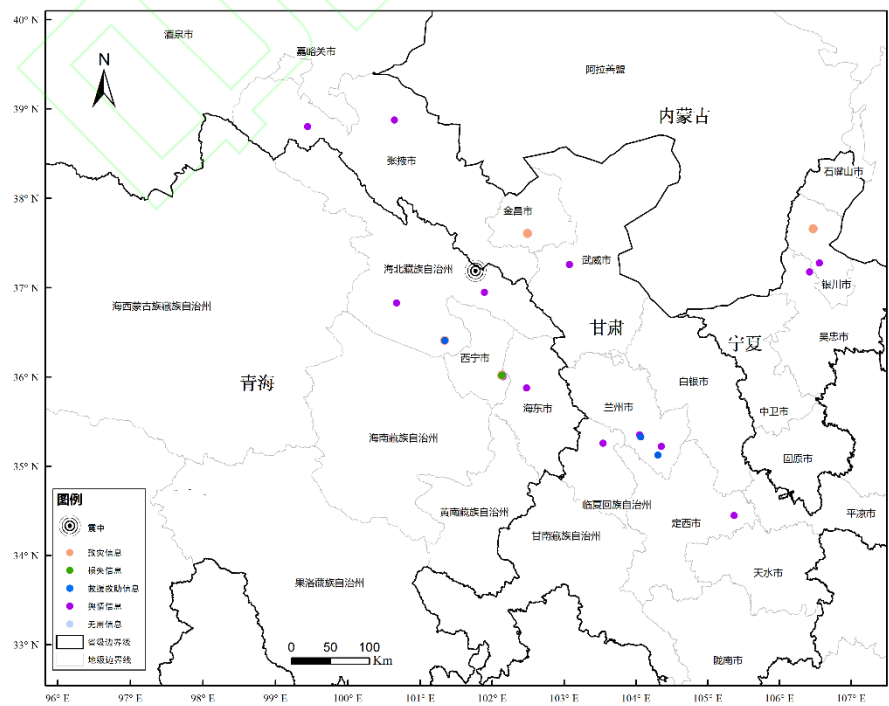 40° N
39° N
38° N
37° N
36° N
35° N
34° N
33° N
N
酒泉市
嘉峪关市
阿拉善盟
内蒙古
张掖市
石嘴山市
金昌市
武威市
海北藏族自治州
银川市
海西蒙古族藏族自治州
甘肃
宁夏
吴忠市
西宁市
青海
白银市
兰州市
海东市
中卫市
海南藏族自治州
固原市
临夏回族自治州
黄南藏族自治州
定西市
平凉市
甘南藏族自治州
天水市
果洛藏族自治州
陇南市
图例
震中
致灾信息
损失信息
救援救助信息
舆情信息
无用信息
省级边界线
地级边界线
0 50 100
Km
96° E 97° E 98° E 99° E 100° E 101° E 102° E 103° E 104° E 105° E 106° E 107° E